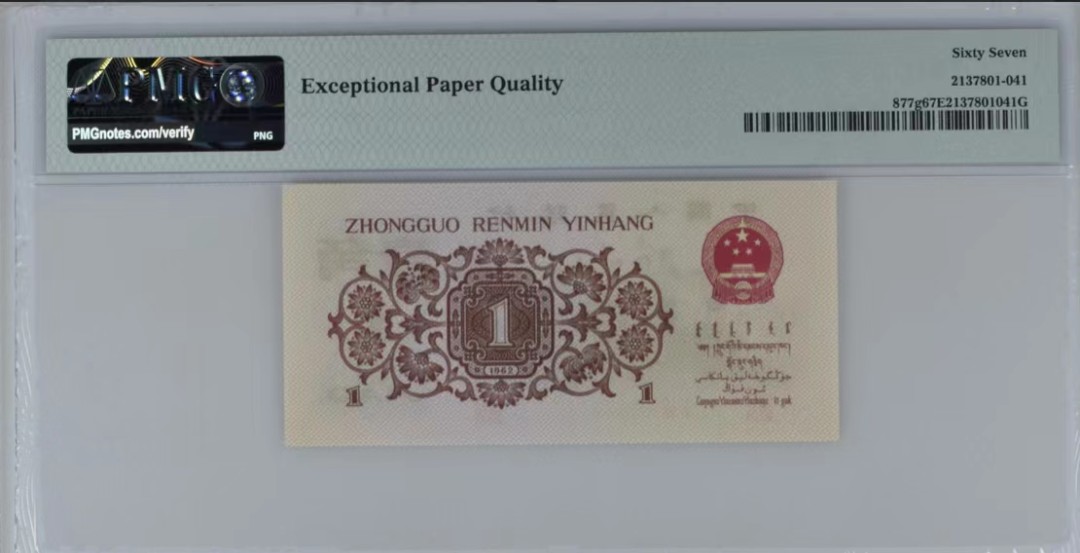 PMG
PMGnotes.com/verify
PNG
Exceptional Paper Quality
Sixty Seven
2137801-041
877g67E2137801041G
ZHONGGUO RENMIN YINHANG
1
1962
1
1